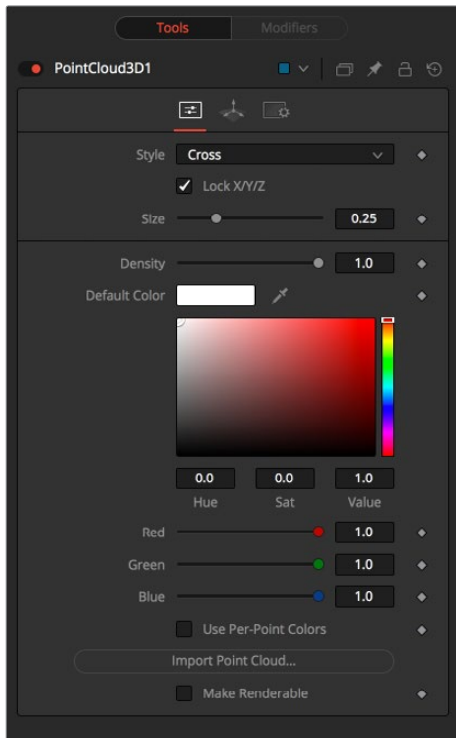 Tools Modifiers
PointCloud3D1
Style Cross
Lock X/Y/Z
Size 0.25
Density 1.0
Default Color
0.0 0.0 1.0
Hue Sat Value
Red 1.0
Green 1.0
Blue 1.0
Use Per-Point Colors
Import Point Cloud...
Make Renderable